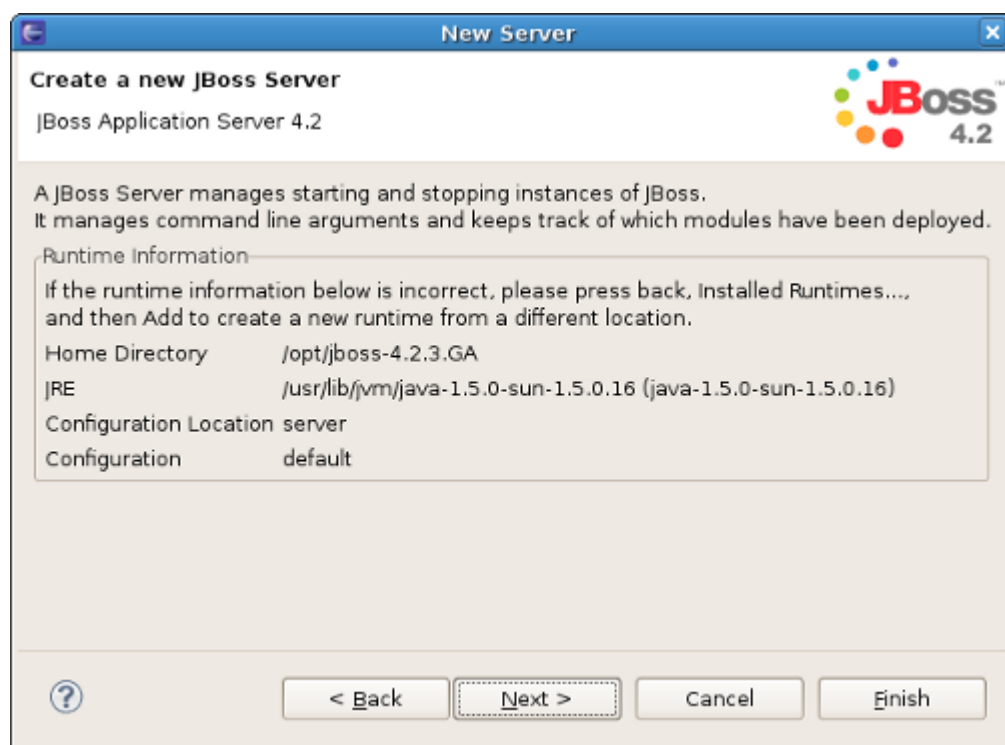 New Server
Create a new JBoss Server
JBoss Application Server 4.2
JBoss™
4.2
A JBoss Server manages starting and stopping instances of JBoss.
It manages command line arguments and keeps track of which modules have been deployed.
Runtime Information
If the runtime information below is incorrect, please press back, Installed Runtimes...,
and then Add to create a new runtime from a different location.
Home Directory /opt/jboss-4.2.3.GA
JRE /usr/lib/jvm/java-1.5.0-sun-1.5.0.16 (java-1.5.0-sun-1.5.0.16)
Configuration Location server
Configuration default
? < Back Next > Cancel Finish